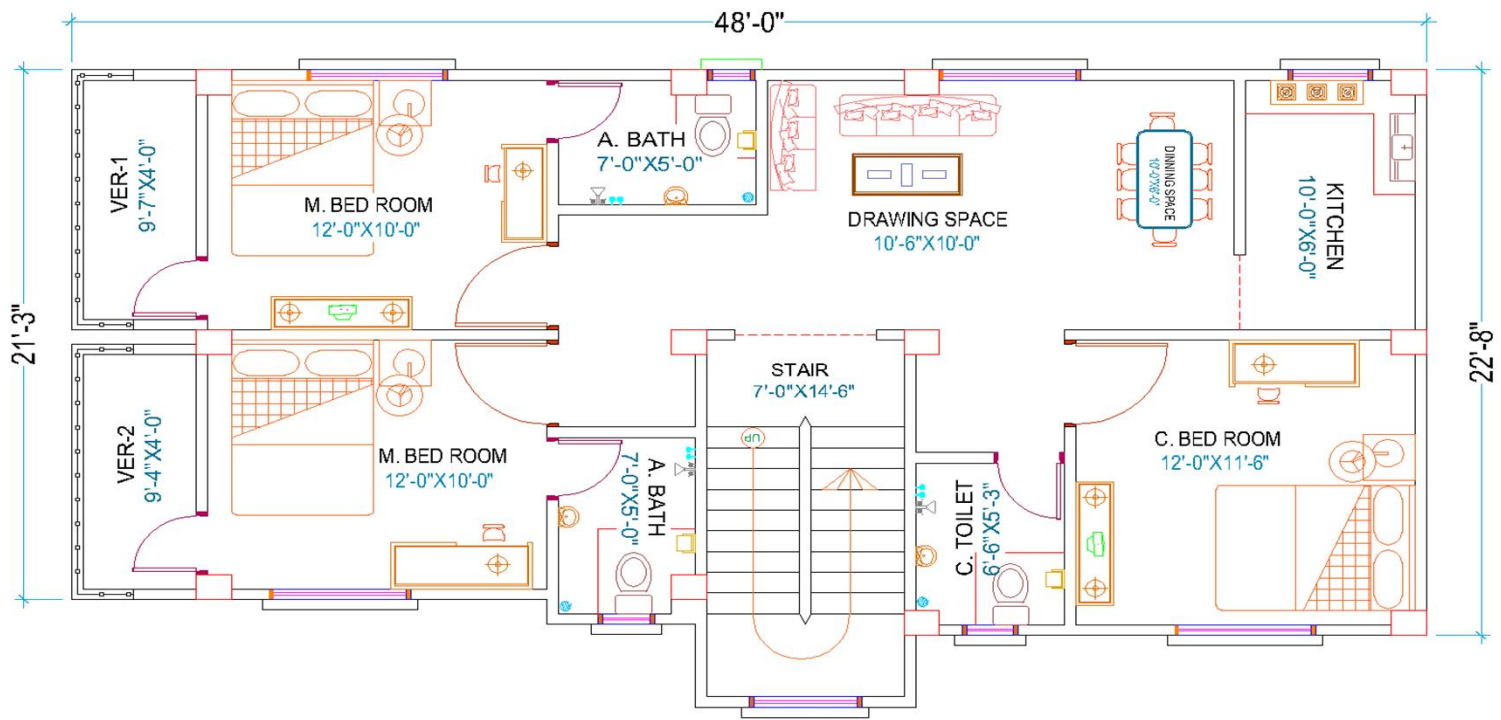 48'-0"
21'-3"
22'-8"
VER-1
9'-7"X4'-0"
M. BED ROOM
12'-0"X10'-0"
A. BATH
7'-0"X5'-0"
DRAWING SPACE
10'-6"X10'-0"
DINNING SPACE
10'-0"X6'-0"
KITCHEN
10'-0"X6'-0"
VER-2
9'-4"X4'-0"
M. BED ROOM
12'-0"X10'-0"
A. BATH
7'-0"X5'-0"
STAIR
7'-0"X14'-6"
UP
C. TOILET
6'-6"X5'-3"
C. BED ROOM
12'-0"X11'-6"